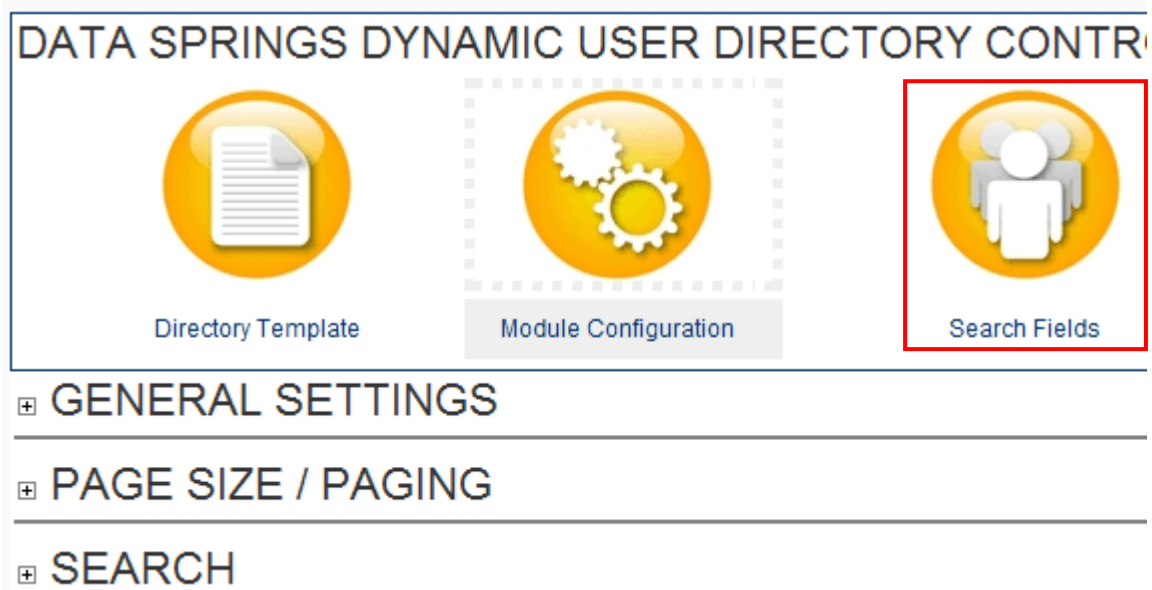 DATA SPRINGS DYNAMIC USER DIRECTORY CONTR
Directory Template
Module Configuration
Search Fields
GENERAL SETTINGS
PAGE SIZE / PAGING
SEARCH